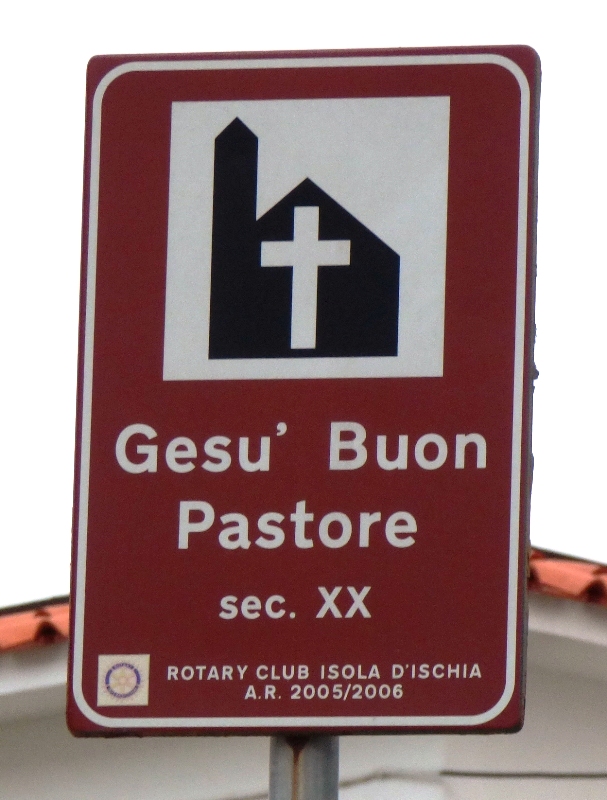 Gesu' Buon
Pastore
sec. XX
ROTARY CLUB ISOLA D'ISCHIA
A.R. 2005/2006